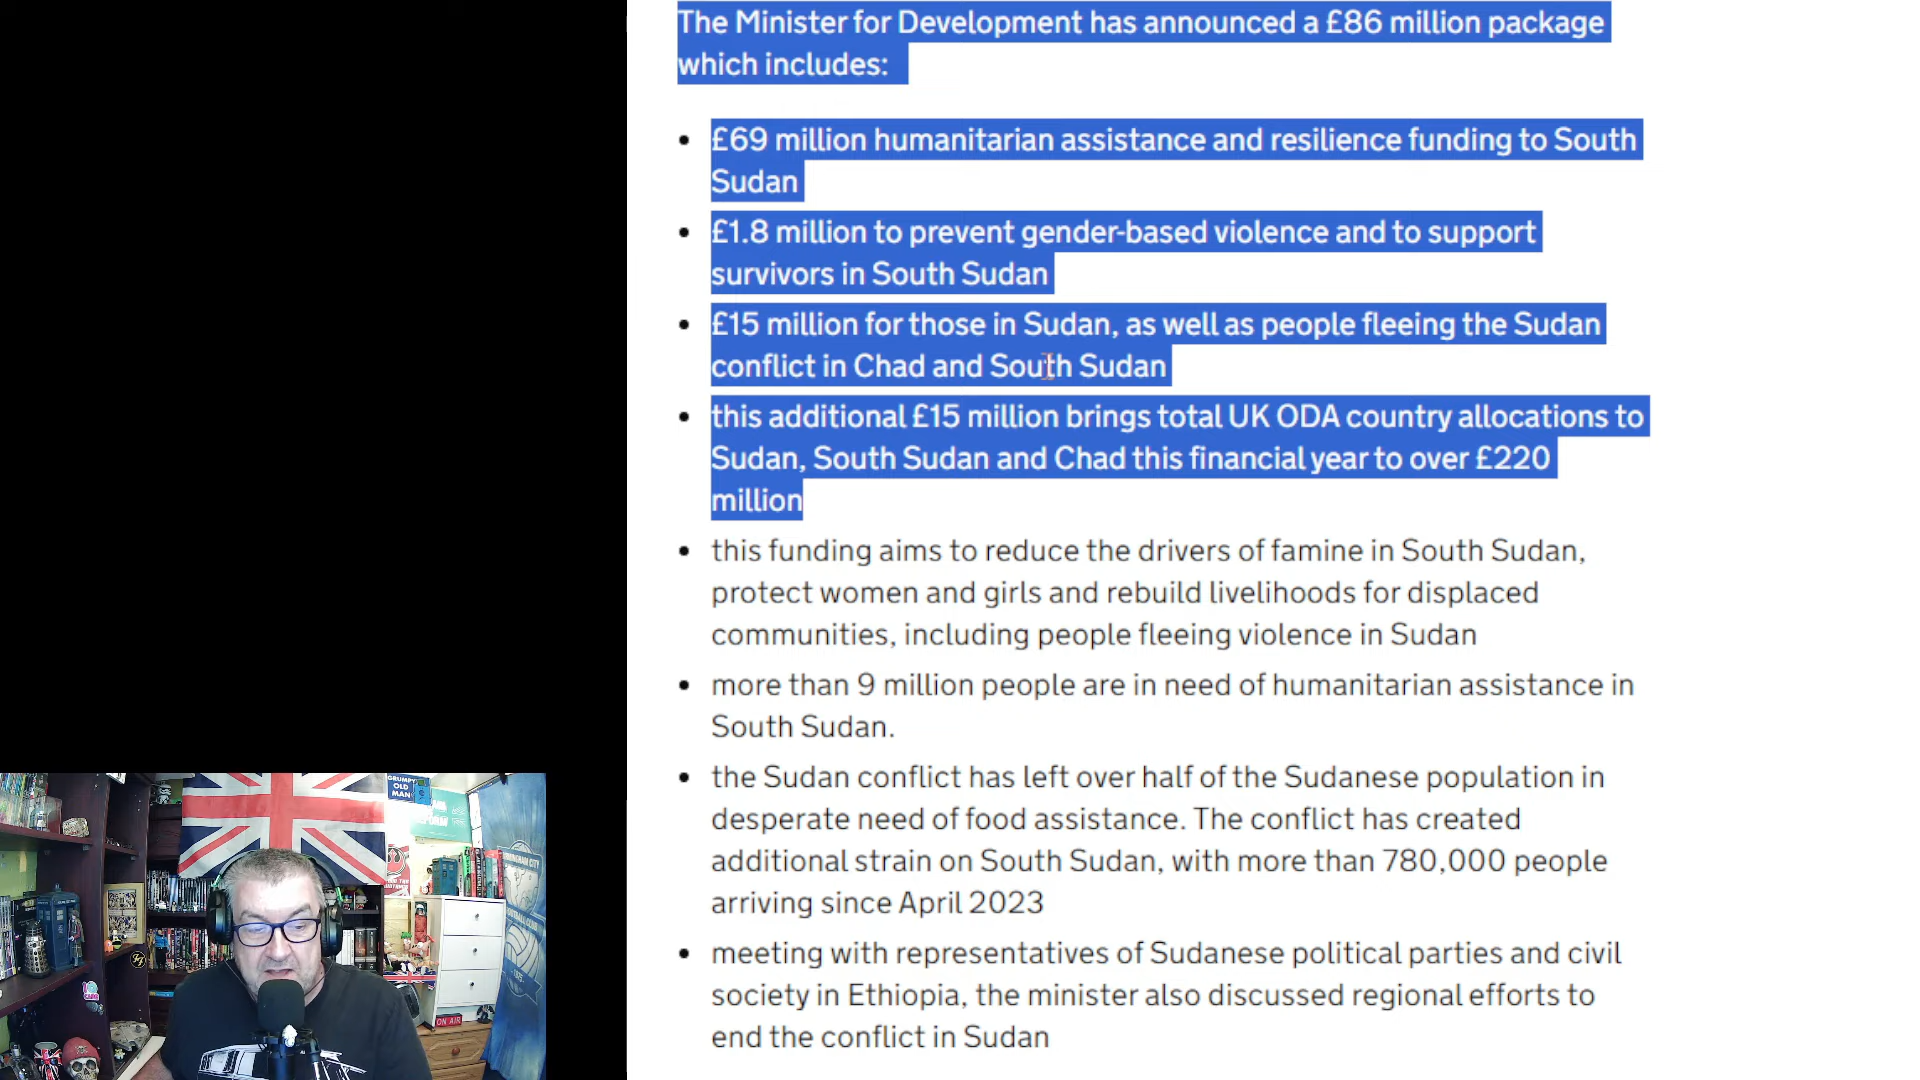 The Minister for Development has announced a £86 million package
which includes:
• £69 million humanitarian assistance and resilience funding to South
Sudan
• £1.8 million to prevent gender-based violence and to support
survivors in South Sudan
• £15 million for those in Sudan, as well as people fleeing the Sudan
conflict in Chad and South Sudan
• this additional £15 million brings total UK ODA country allocations to
Sudan, South Sudan and Chad this financial year to over £220
million
• this funding aims to reduce the drivers of famine in South Sudan,
protect women and girls and rebuild livelihoods for displaced
communities, including people fleeing violence in Sudan
• more than 9 million people are in need of humanitarian assistance in
South Sudan.
• the Sudan conflict has left over half of the Sudanese population in
desperate need of food assistance. The conflict has created
additional strain on South Sudan, with more than 780,000 people
arriving since April 2023
• meeting with representatives of Sudanese political parties and civil
society in Ethiopia, the minister also discussed regional efforts to
end the conflict in Sudan
GRUMPY
OLD
MAN
ON AIR